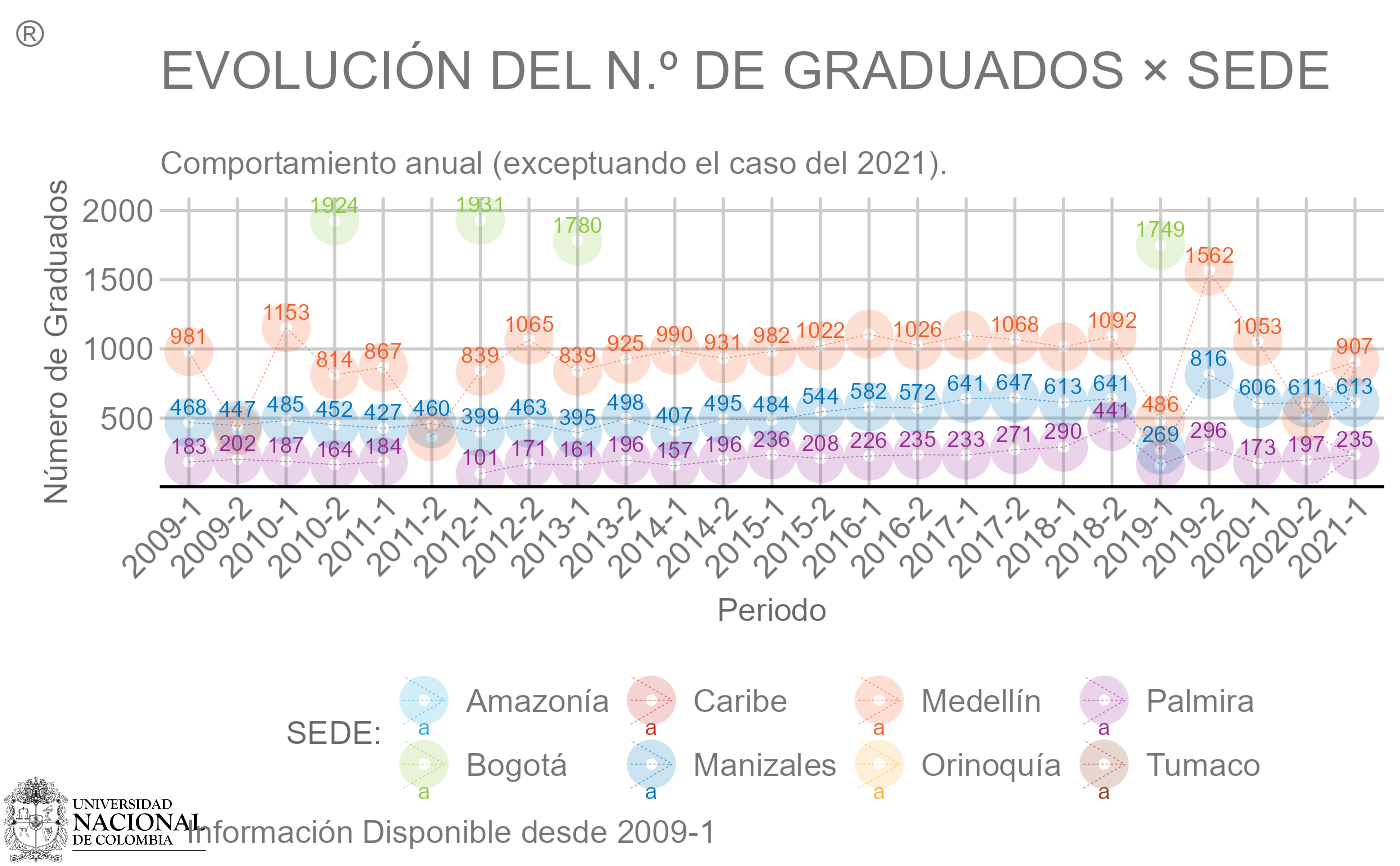 ®
EVOLUCIÓN DEL N.º DE GRADUADOS × SEDE
Comportamiento anual (exceptuando el caso del 2021).
Número de Graduados
2000
1500
1000
500
1924 1931 1780 1749
981 1153 814 867 839 1065 839 925 990 931 982 1022 1026 1068 1092 486 1562 1053 907
468 447 485 452 427 460 399 463 395 498 407 495 484 544 582 572 641 647 613 641 269 816 606 611 613
183 202 187 164 184 101 171 161 196 157 196 236 208 226 235 233 271 290 441 296 173 197 235
2009-1 2009-2 2010-1 2010-2 2011-1 2011-2 2012-1 2012-2 2013-1 2013-2 2014-1 2014-2 2015-1 2015-2 2016-1 2016-2 2017-1 2017-2 2018-1 2018-2 2019-1 2019-2 2020-1 2020-2 2021-1
Periodo
SEDE:
a Amazonía a Caribe a Medellín a Palmira
a Bogotá a Manizales a Orinoquía a Tumaco
UNIVERSIDAD
NACIONAL
DE COLOMBIA
Información Disponible desde 2009-1